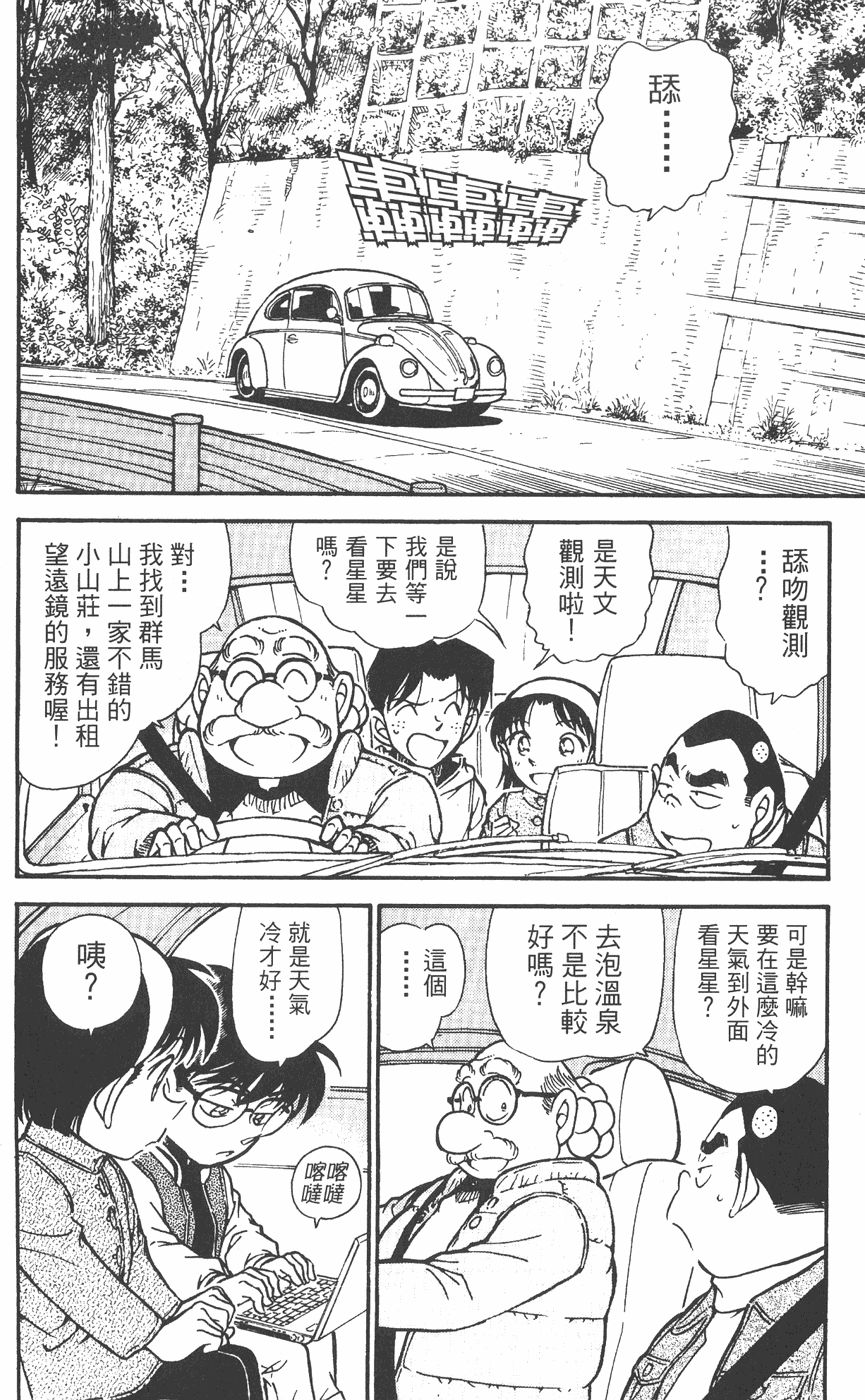 舔……
轟轟轟
舔吻觀測
…?
是天文
觀測啦！
是說
我們等一
下要去
看星星
嗎？
對…
我找到群馬
山上一家不錯的
小山莊，還有出租
望遠鏡的服務喔！
可是幹嘛
要在這麼冷的
天氣到外面
看星星？
去泡溫泉
不是比較
好嗎？
這個
……
就是天氣
冷才好……
咦？
喀噠
喀噠